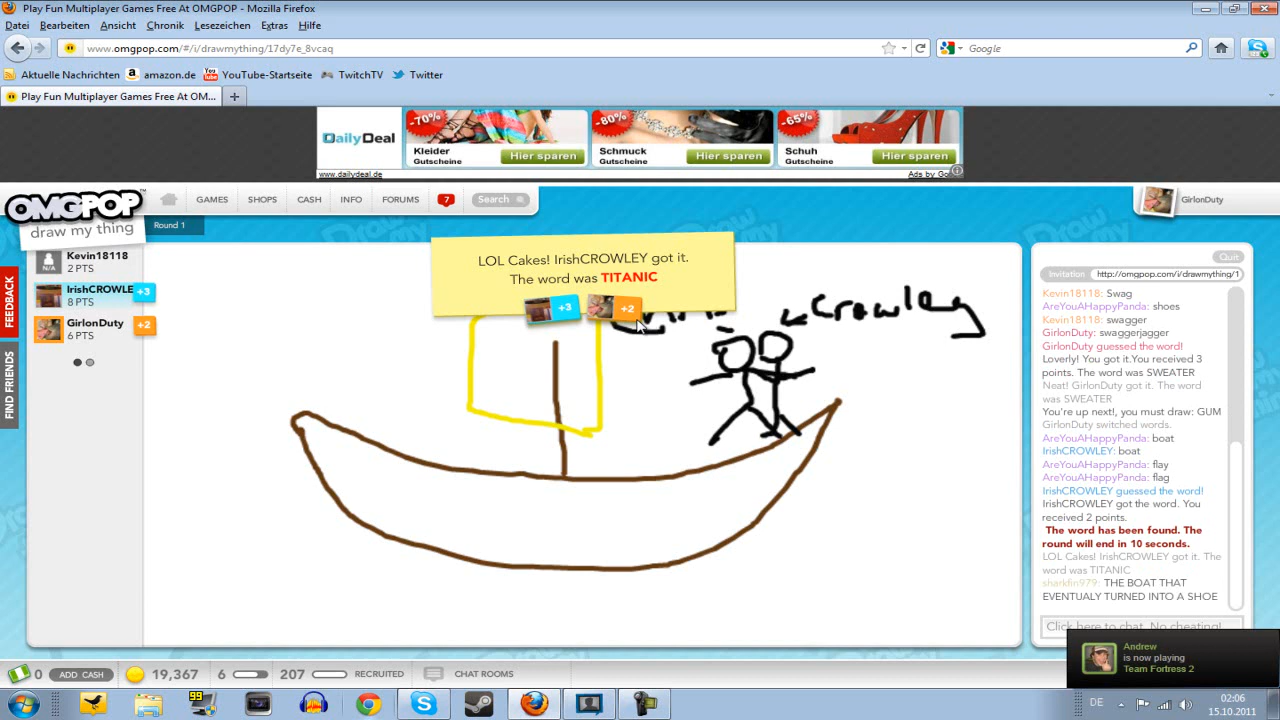 Play Fun Multiplayer Games Free At OMGPOP - Mozilla Firefox
Datei Bearbeiten Ansicht Chronik Lesezeichen Extras Hilfe
www.omgpop.com/#/i/drawmything/17dy7e_8vcaq
Google
Aktuelle Nachrichten amazon.de YouTube-Startseite TwitchTV Twitter
Play Fun Multiplayer Games Free At OM...
DailyDeal
www.dailydeal.de
-70%
Kleider
Gutscheine
Hier sparen
-80%
Schmuck
Gutscheine
Hier sparen
-65%
Schuh
Gutscheine
Hier sparen
OMGPOP
draw my thing
GAMES SHOPS CASH INFO FORUMS 7 Search
GirlonDuty
Round 1
FEEDBACK
FIND FRIENDS
Kevin18118
2 PTS
N/A
IrishCROWLE
8 PTS
+3
GirlonDuty
6 PTS
+2
LOL Cakes! IrishCROWLEY got it.
The word was TITANIC
+3 +2
Crowley
Quit
Invitation http://omgpop.com/i/drawmything/1
Kevin18118: Swag
AreYouAHappyPanda: shoes
Kevin18118: swagger
GirlonDuty: swaggerjagger
GirlonDuty guessed the word!
Loverly! You got it.You received 3
points. The word was SWEATER
Neat! GirlonDuty got it. The word
was SWEATER
You're up next!, you must draw: GUM
GirlonDuty switched words.
AreYouAHappyPanda: boat
IrishCROWLEY: boat
AreYouAHappyPanda: flay
AreYouAHappyPanda: flag
IrishCROWLEY guessed the word!
IrishCROWLEY got the word. You
received 2 points.
The word has been found. The
round will end in 10 seconds.
LOL Cakes! IrishCROWLEY got it. The
word was TITANIC
sharkfin979: THE BOAT THAT
EVENTUALY TURNED INTO A SHOE
Click here to chat. No cheating!
Andrew
is now playing
Team Fortress 2
0 ADD CASH 19,367 6 207 RECRUITED CHAT ROOMS
99
DE
02:06
15.10.2011